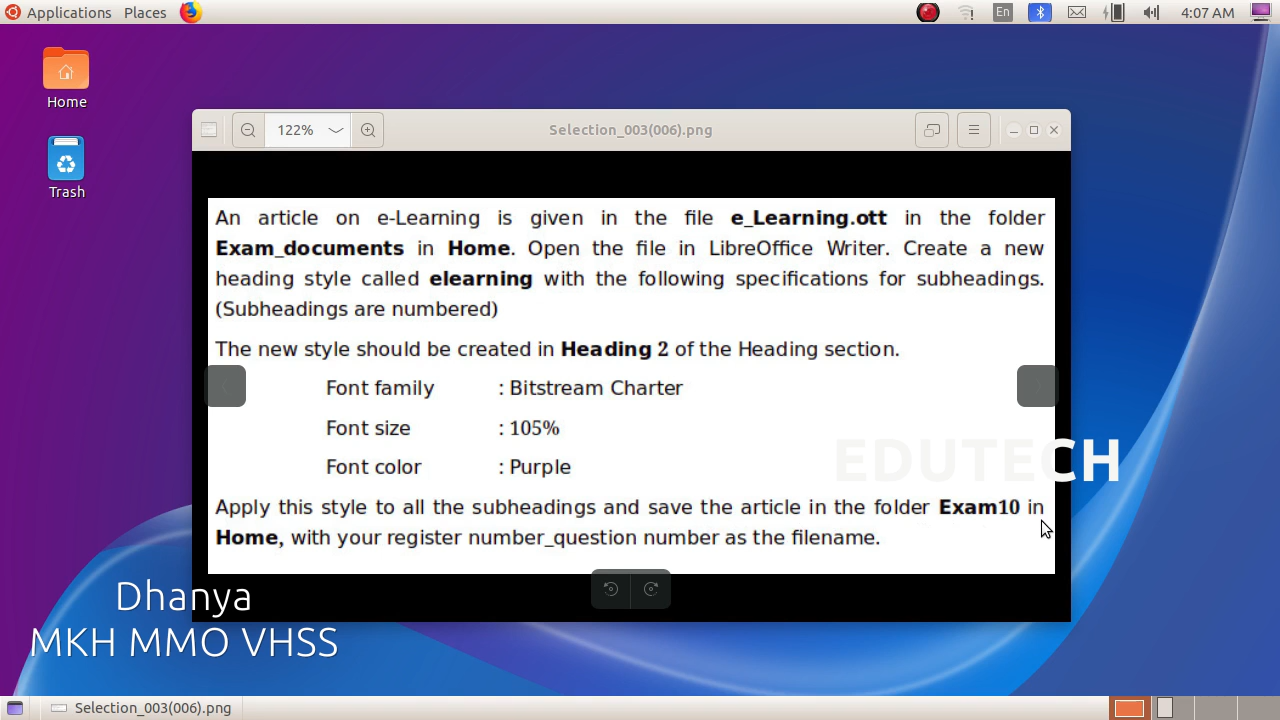 Applications Places En 4:07 AM
Home
Trash
122% Selection_003(006).png
An article on e-Learning is given in the file e_Learning.ott in the folder
Exam_documents in Home. Open the file in LibreOffice Writer. Create a new
heading style called elearning with the following specifications for subheadings.
(Subheadings are numbered)
The new style should be created in Heading 2 of the Heading section.
Font family : Bitstream Charter
Font size : 105%
Font color : Purple
EDUTECH
Apply this style to all the subheadings and save the article in the folder Exam10 in
Home, with your register number_question number as the filename.
Dhanya
MKH MMO VHSS
Selection_003(006).png